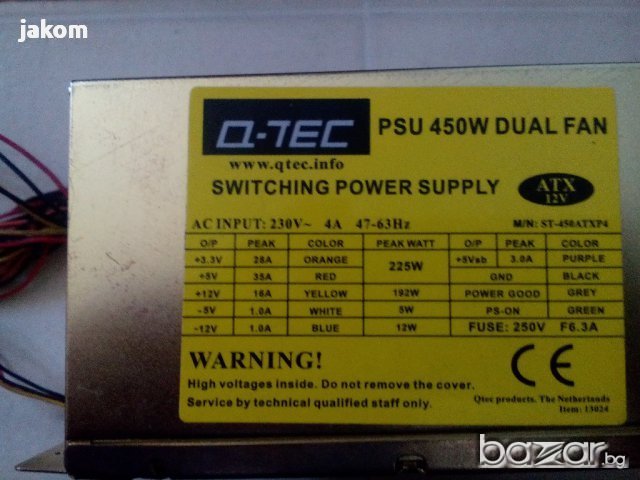 jakom
Q-TEC
PSU 450W DUAL FAN
www.qtec.info
SWITCHING POWER SUPPLY
ATX
12V
AC INPUT: 230V~ 4A 47-63Hz
M/N: ST-450ATXP4
O/P PEAK COLOR PEAK WATT O/P PEAK COLOR
+3.3V 28A ORANGE 225W +5Vsb 3.0A PURPLE
+5V 35A RED GND BLACK
+12V 16A YELLOW 192W POWER GOOD GREY
-5V 1.0A WHITE 5W PS-ON GREEN
-12V 1.0A BLUE 12W FUSE: 250V F6.3A
WARNING!
High voltages inside. Do not remove the cover.
Service by technical qualified staff only.
CE
Qtec products. The Netherlands
Item: 13024
bazar.bg